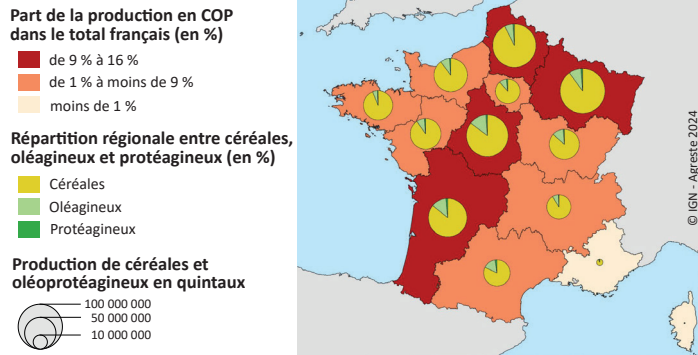 Part de la production en COP
dans le total français (en %)
de 9 % à 16 %
de 1 % à moins de 9 %
moins de 1 %
Répartition régionale entre céréales,
oléagineux et protéagineux (en %)
Céréales
Oléagineux
Protéagineux
Production de céréales et
oléoprotéagineux en quintaux
100 000 000
50 000 000
10 000 000
© IGN - Agreste 2024